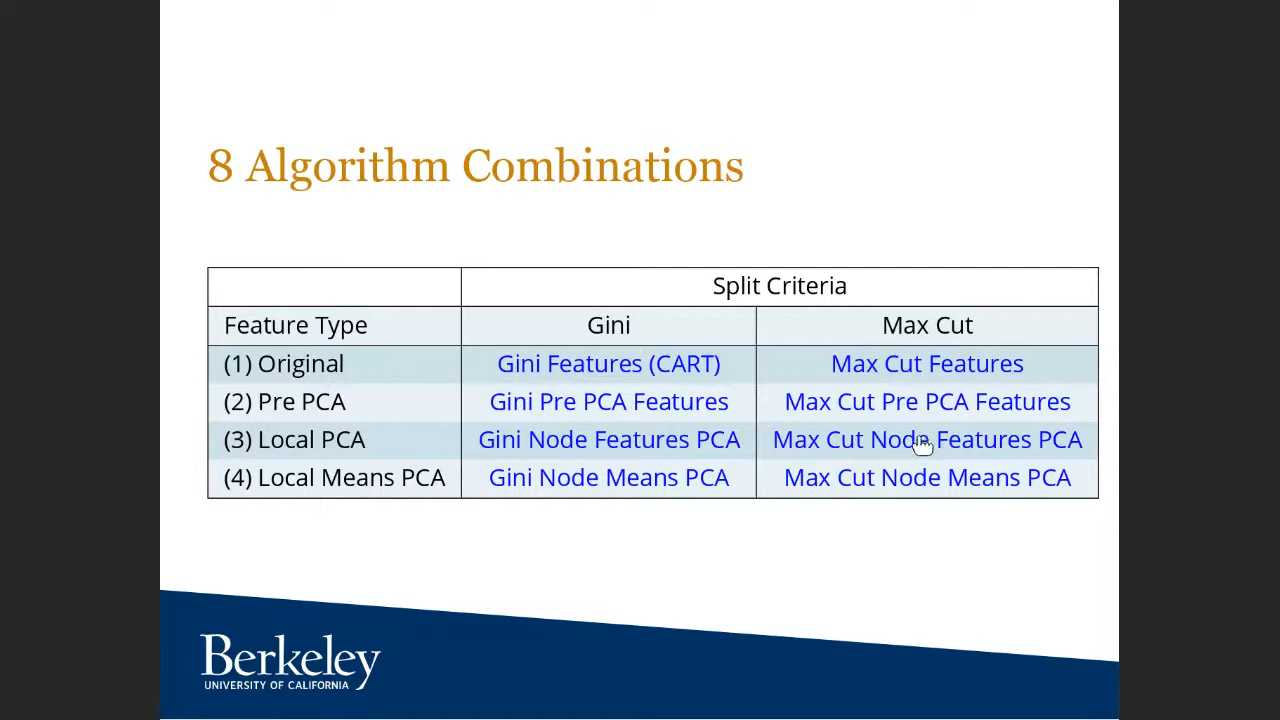 8 Algorithm Combinations
Split Criteria
Feature Type Gini Max Cut
(1) Original Gini Features (CART) Max Cut Features
(2) Pre PCA Gini Pre PCA Features Max Cut Pre PCA Features
(3) Local PCA Gini Node Features PCA Max Cut Node Features PCA
(4) Local Means PCA Gini Node Means PCA Max Cut Node Means PCA
Berkeley
UNIVERSITY OF CALIFORNIA